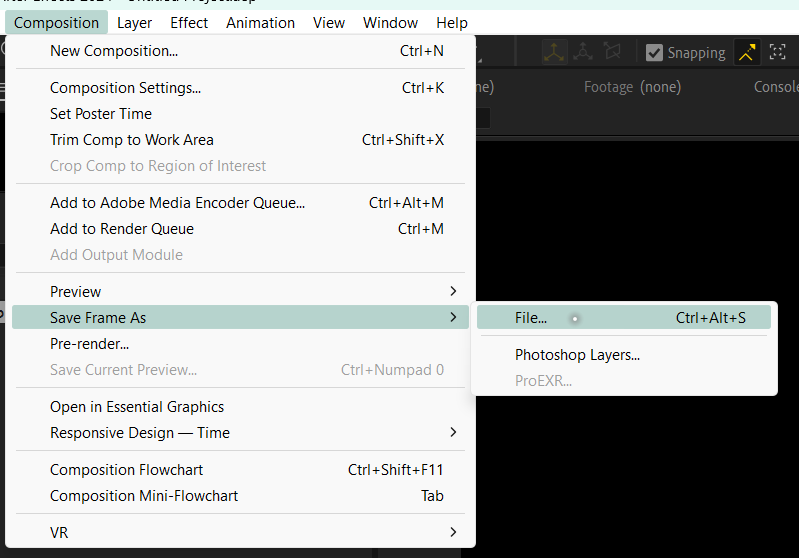 Composition Layer Effect Animation View Window Help
New Composition... Ctrl+N
Composition Settings... Ctrl+K
Set Poster Time
Trim Comp to Work Area Ctrl+Shift+X
Crop Comp to Region of Interest
Add to Adobe Media Encoder Queue... Ctrl+Alt+M
Add to Render Queue Ctrl+M
Add Output Module
Preview
Save Frame As
Pre-render...
Save Current Preview... Ctrl+Numpad 0
Open in Essential Graphics
Responsive Design — Time
Composition Flowchart Ctrl+Shift+F11
Composition Mini-Flowchart Tab
VR
File... Ctrl+Alt+S
Photoshop Layers...
ProEXR...
Snapping
Footage (none) Console